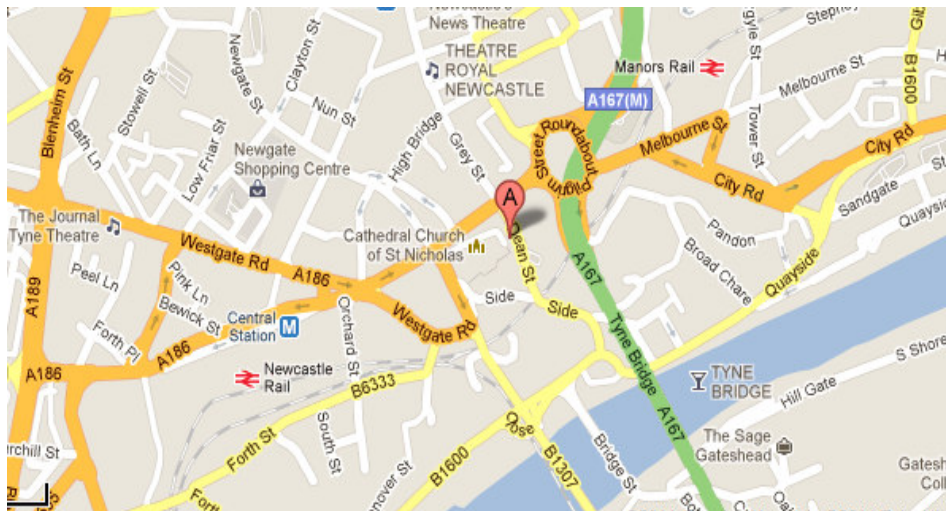 Newcastle's
News Theatre
THEATRE
ROYAL
NEWCASTLE
Manors Rail
A167(M)
Melbourne St
B1600
Blenheim St
Stowell St
Bath Ln
Newgate St
Clayton St
Nun St
Low Friar St
Newgate
Shopping Centre
High Bridge
Grey St
Pilgrim Street Roundabout
Melbourne St
Tower St
City Rd
City Rd
Sandgate
Quayside
The Journal
Tyne Theatre
Westgate Rd
A186
Cathedral Church
of St Nicholas
A
Dean St
A167
Pandon
Broad Chare
Quayside
A189
Peel Ln
Pink Ln
Bewick St
Central
Station
M
Orchard St
Westgate Rd
Side
Side
Tyne Bridge
Forth Pl
A186
A186
Newcastle
Rail
B6333
TYNE
BRIDGE
S Shore
Hill Gate
Forth St
South St
B1600
Close
B1307
Bridge St
A167
The Sage
Gateshead